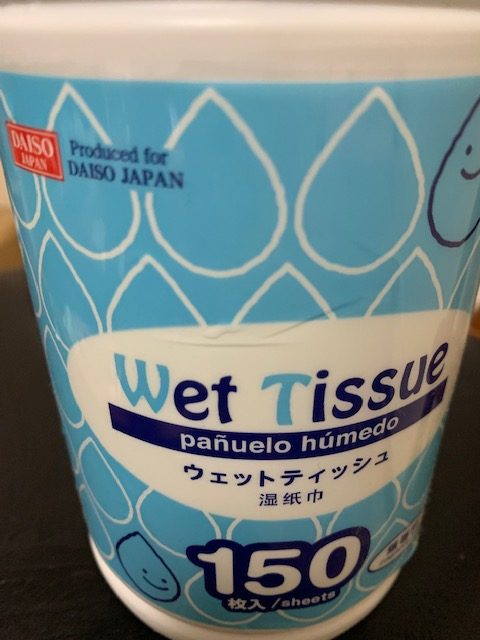 DAISO
JAPAN
Produced for
DAISO JAPAN
Wet Tissue
pañuelo húmedo
ウェットティッシュ
湿纸巾
150
枚入/sheets